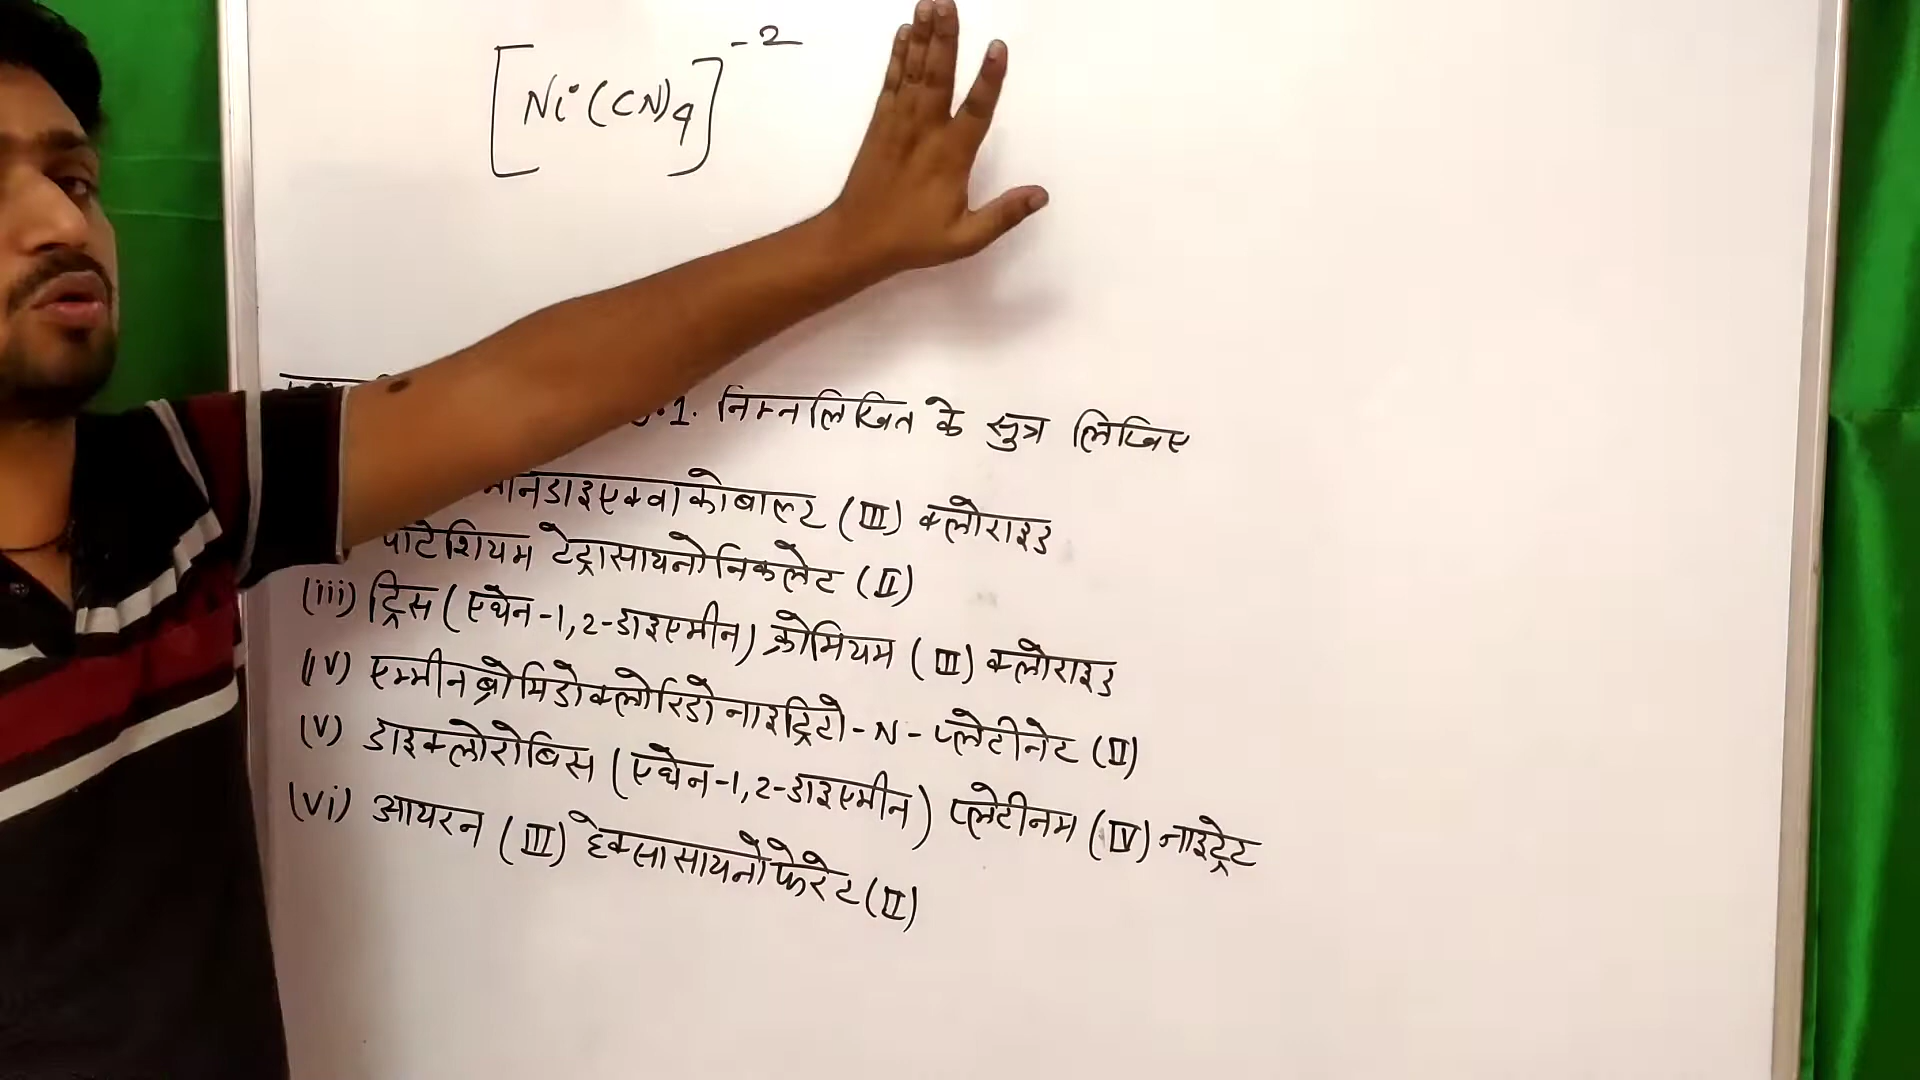 [Ni(CN)4]-2
.1. निम्नलिखित के सुत्र लिखिए
कोबाल्ट (III) क्लोराइड
पोटेशियम टेट्रासायनोनिकलेट (II)
(iii) ट्रिस (एथेन-1,2-डाइएमीन) क्रोमियम (III) क्लोराइड
(iv) एम्मीनब्रोमिडोक्लोरिडोनाइट्रिटो-N-प्लेटीनेट (II)
(v) डाइक्लोरोबिस (एथेन-1,2-डाइएमीन) प्लेटीनम (IV) नाइट्रेट
(vi) आयरन (III) हेक्सासायनोफेरेट (II)